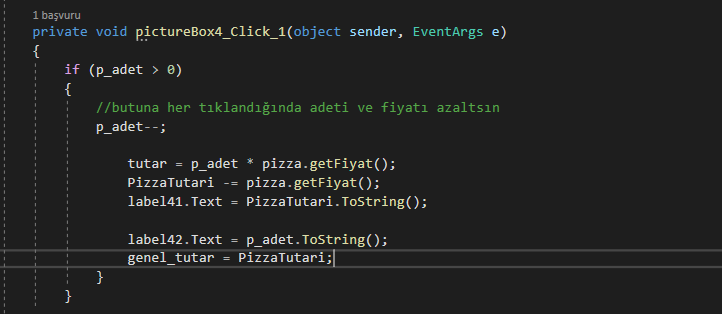 1 başvuru
private void pictureBox4_Click_1(object sender, EventArgs e)
{
if (p_adet > 0)
{
//butuna her tıklandığında adeti ve fiyatı azaltsın
p_adet--;
tutar = p_adet * pizza.getFiyat();
PizzaTutari -= pizza.getFiyat();
label41.Text = PizzaTutari.ToString();
label42.Text = p_adet.ToString();
genel_tutar = PizzaTutari;
}
}